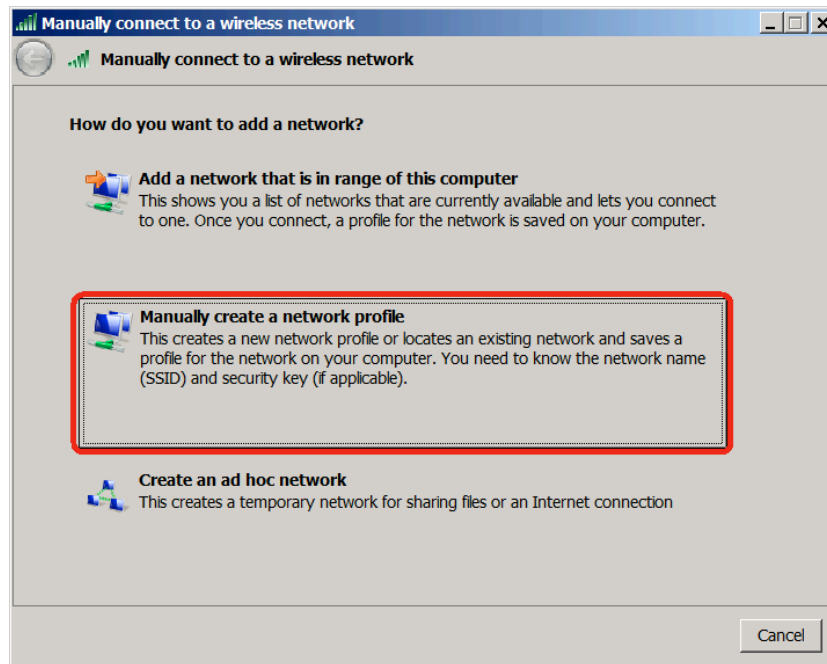 Manually connect to a wireless network
Manually connect to a wireless network
How do you want to add a network?
Add a network that is in range of this computer
This shows you a list of networks that are currently available and lets you connect
to one. Once you connect, a profile for the network is saved on your computer.
Manually create a network profile
This creates a new network profile or locates an existing network and saves a
profile for the network on your computer. You need to know the network name
(SSID) and security key (if applicable).
Create an ad hoc network
This creates a temporary network for sharing files or an Internet connection
Cancel